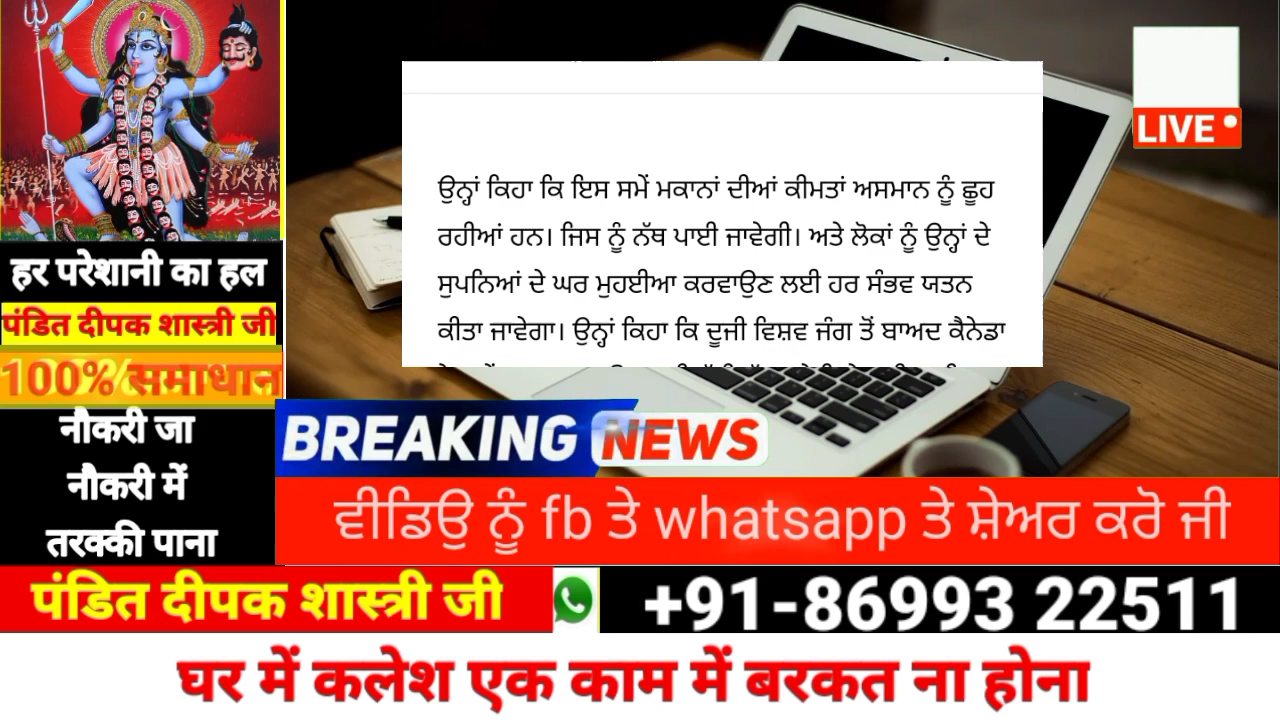 LIVE
ਉਨ੍ਹਾਂ ਕਿਹਾ ਕਿ ਇਸ ਸਮੇਂ ਮਕਾਨਾਂ ਦੀਆਂ ਕੀਮਤਾਂ ਅਸਮਾਨ ਨੂੰ ਛੂਹ
ਰਹੀਆਂ ਹਨ। ਜਿਸ ਨੂੰ ਨੱਥ ਪਾਈ ਜਾਵੇਗੀ। ਅਤੇ ਲੋਕਾਂ ਨੂੰ ਉਨ੍ਹਾਂ ਦੇ
ਸੁਪਨਿਆਂ ਦੇ ਘਰ ਮੁਹਈਆ ਕਰਵਾਉਣ ਲਈ ਹਰ ਸੰਭਵ ਯਤਨ
ਕੀਤਾ ਜਾਵੇਗਾ। ਉਨ੍ਹਾਂ ਕਿਹਾ ਕਿ ਦੂਜੀ ਵਿਸ਼ਵ ਜੰਗ ਤੋਂ ਬਾਅਦ ਕੈਨੇਡਾ
हर परेशानी का हल
पंडित दीपक शास्त्री जी
100% समाधान
नौकरी जा
नौकरी में
तरक्की पाना
BREAKING NEWS
ਵੀਡਿਉ ਨੂੰ fb ਤੇ whatsapp ਤੇ ਸ਼ੇਅਰ ਕਰੋ ਜੀ
पंडित दीपक शास्त्री जी
+91-86993 22511
घर में कलेश एक काम में बरकत ना होना